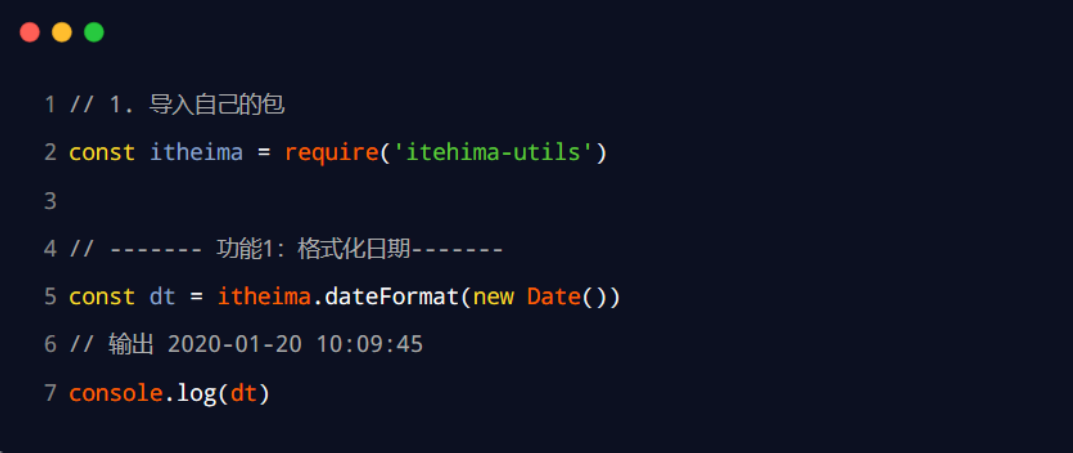 1 // 1. 导入自己的包
2 const itheima = require('itehima-utils')
3
4 // ------- 功能1：格式化日期-------
5 const dt = itheima.dateFormat(new Date())
6 // 输出 2020-01-20 10:09:45
7 console.log(dt)